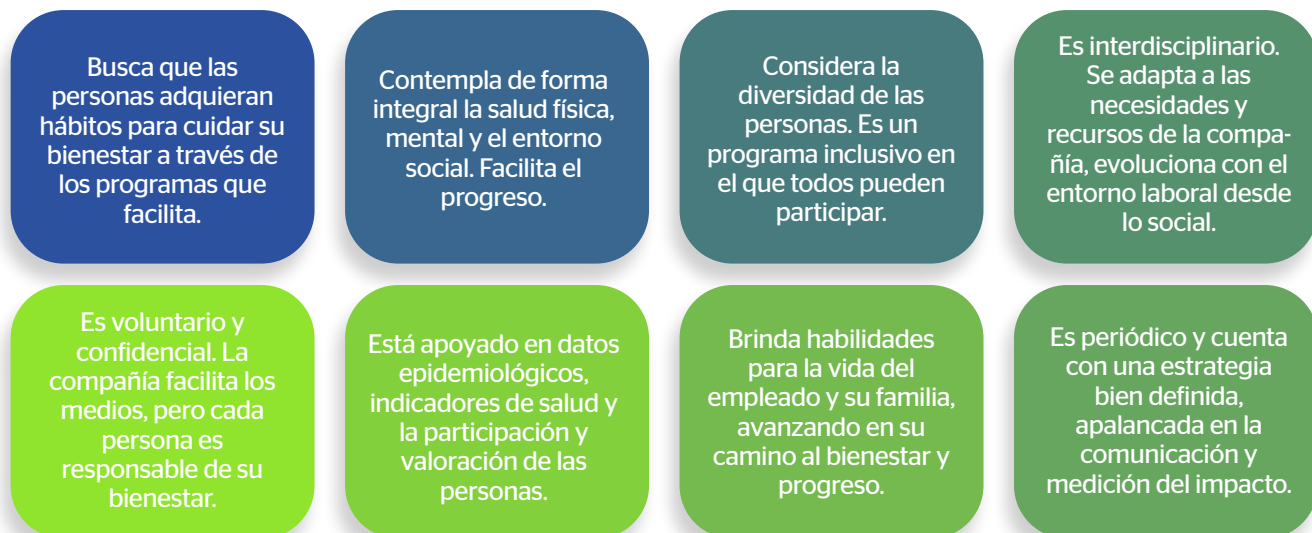 Busca que las
personas adquieran
hábitos para cuidar su
bienestar a través de
los programas que
facilita.
Contempla de forma
integral la salud física,
mental y el entorno
social. Facilita el
progreso.
Considera la
diversidad de las
personas. Es un
programa inclusivo en
el que todos pueden
participar.
Es interdisciplinario.
Se adapta a las
necesidades y
recursos de la compa-
ñía, evoluciona con el
entorno laboral desde
lo social.
Es voluntario y
confidencial. La
compañía facilita los
medios, pero cada
persona es
responsable de su
bienestar.
Está apoyado en datos
epidemiológicos,
indicadores de salud y
la participación y
valoración de las
personas.
Brinda habilidades
para la vida del
empleado y su familia,
avanzando en su
camino al bienestar y
progreso.
Es periódico y cuenta
con una estrategia
bien definida,
apalancada en la
comunicación y
medición del impacto.